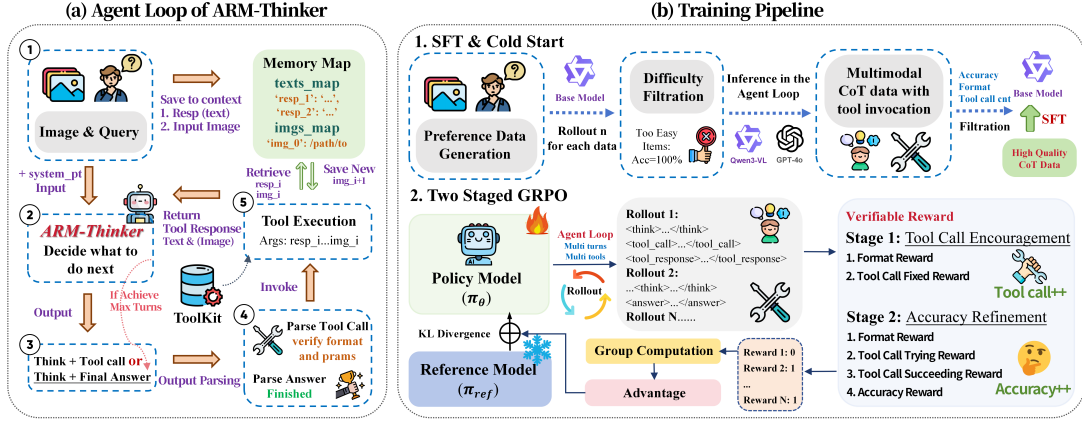 (a) Agent Loop of ARM-Thinker
1
Image & Query
Save to context
1. Resp (text)
2. Input Image
Memory Map
texts_map
'resp_1': '...',
'resp_2': '...'
imgs_map
'img_0': /path/to
+ system_pt
Input
Retrieve
resp_i
img_i
Save New
img_i+1
2
ARM-Thinker
Decide what to
do next
Return
Tool Response
Text & (Image)
5
Tool Execution
Args: resp_i...img_i
ToolKit
Invoke
If Achieve
Max Turns
Output
3
Think + Tool call or
Think + Final Answer
Output Parsing
4
Parse Tool Call
verify format
and prams
Parse Answer
Finished
(b) Training Pipeline
1. SFT & Cold Start
Preference Data
Generation
Base Model
Rollout n
for each data
Difficulty
Filtration
Too Easy
Items:
Acc=100%
Inference in the
Agent Loop
Qwen3-VL
GPT-4o
Multimodal
CoT data with
tool invocation
Accuracy
Format
Tool call cnt
Filtration
Base Model
SFT
High Quality
CoT Data
2. Two Staged GRPO
AI
Policy Model
(πθ)
Agent Loop
Multi turns
Multi tools
Rollout
Rollout 1:
<think>...</think>
<tool_call>...</tool_call>
<tool_response>...</tool_response>
Rollout 2:
...<think>...</think>
<answer>...</answer>
Rollout N......
Verifiable Reward
Stage 1: Tool Call Encouragement
1. Format Reward
2. Tool Call Fixed Reward
Tool call++
Stage 2: Accuracy Refinement
1. Format Reward
2. Tool Call Trying Reward
3. Tool Call Succeeding Reward
4. Accuracy Reward
Accuracy++
KL Divergence
Reference Model
(πref)
Group Computation
Advantage
Reward 1: 0
Reward 2: 1
...
Reward N: 1